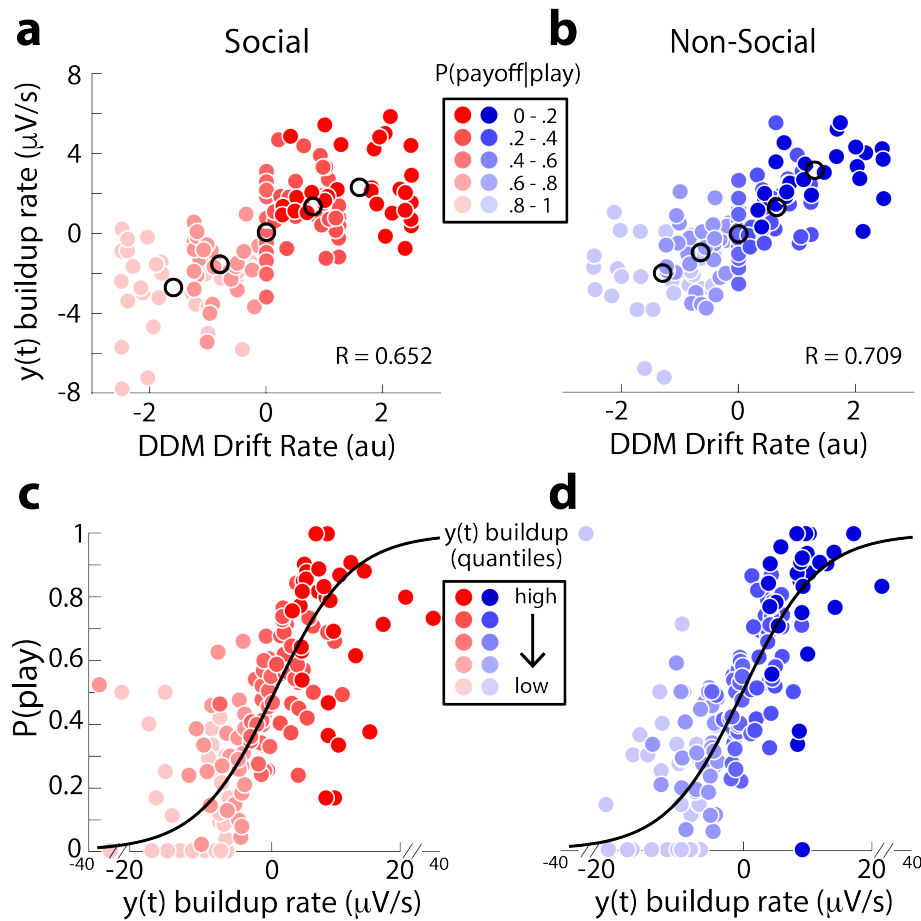 a
Social
b
Non-Social
P(payoff|play)
0 - .2
.2 - .4
.4 - .6
.6 - .8
.8 - 1
y(t) buildup rate (μV/s)
8
4
0
-4
-8
R = 0.652
R = 0.709
-2
0
2
-2
0
2
DDM Drift Rate (au)
DDM Drift Rate (au)
c
d
y(t) buildup
(quantiles)
high
low
P(play)
1
0.8
0.6
0.4
0.2
0
-40
-20
0
20
40
-40
-20
0
20
40
y(t) buildup rate (μV/s)
y(t) buildup rate (μV/s)